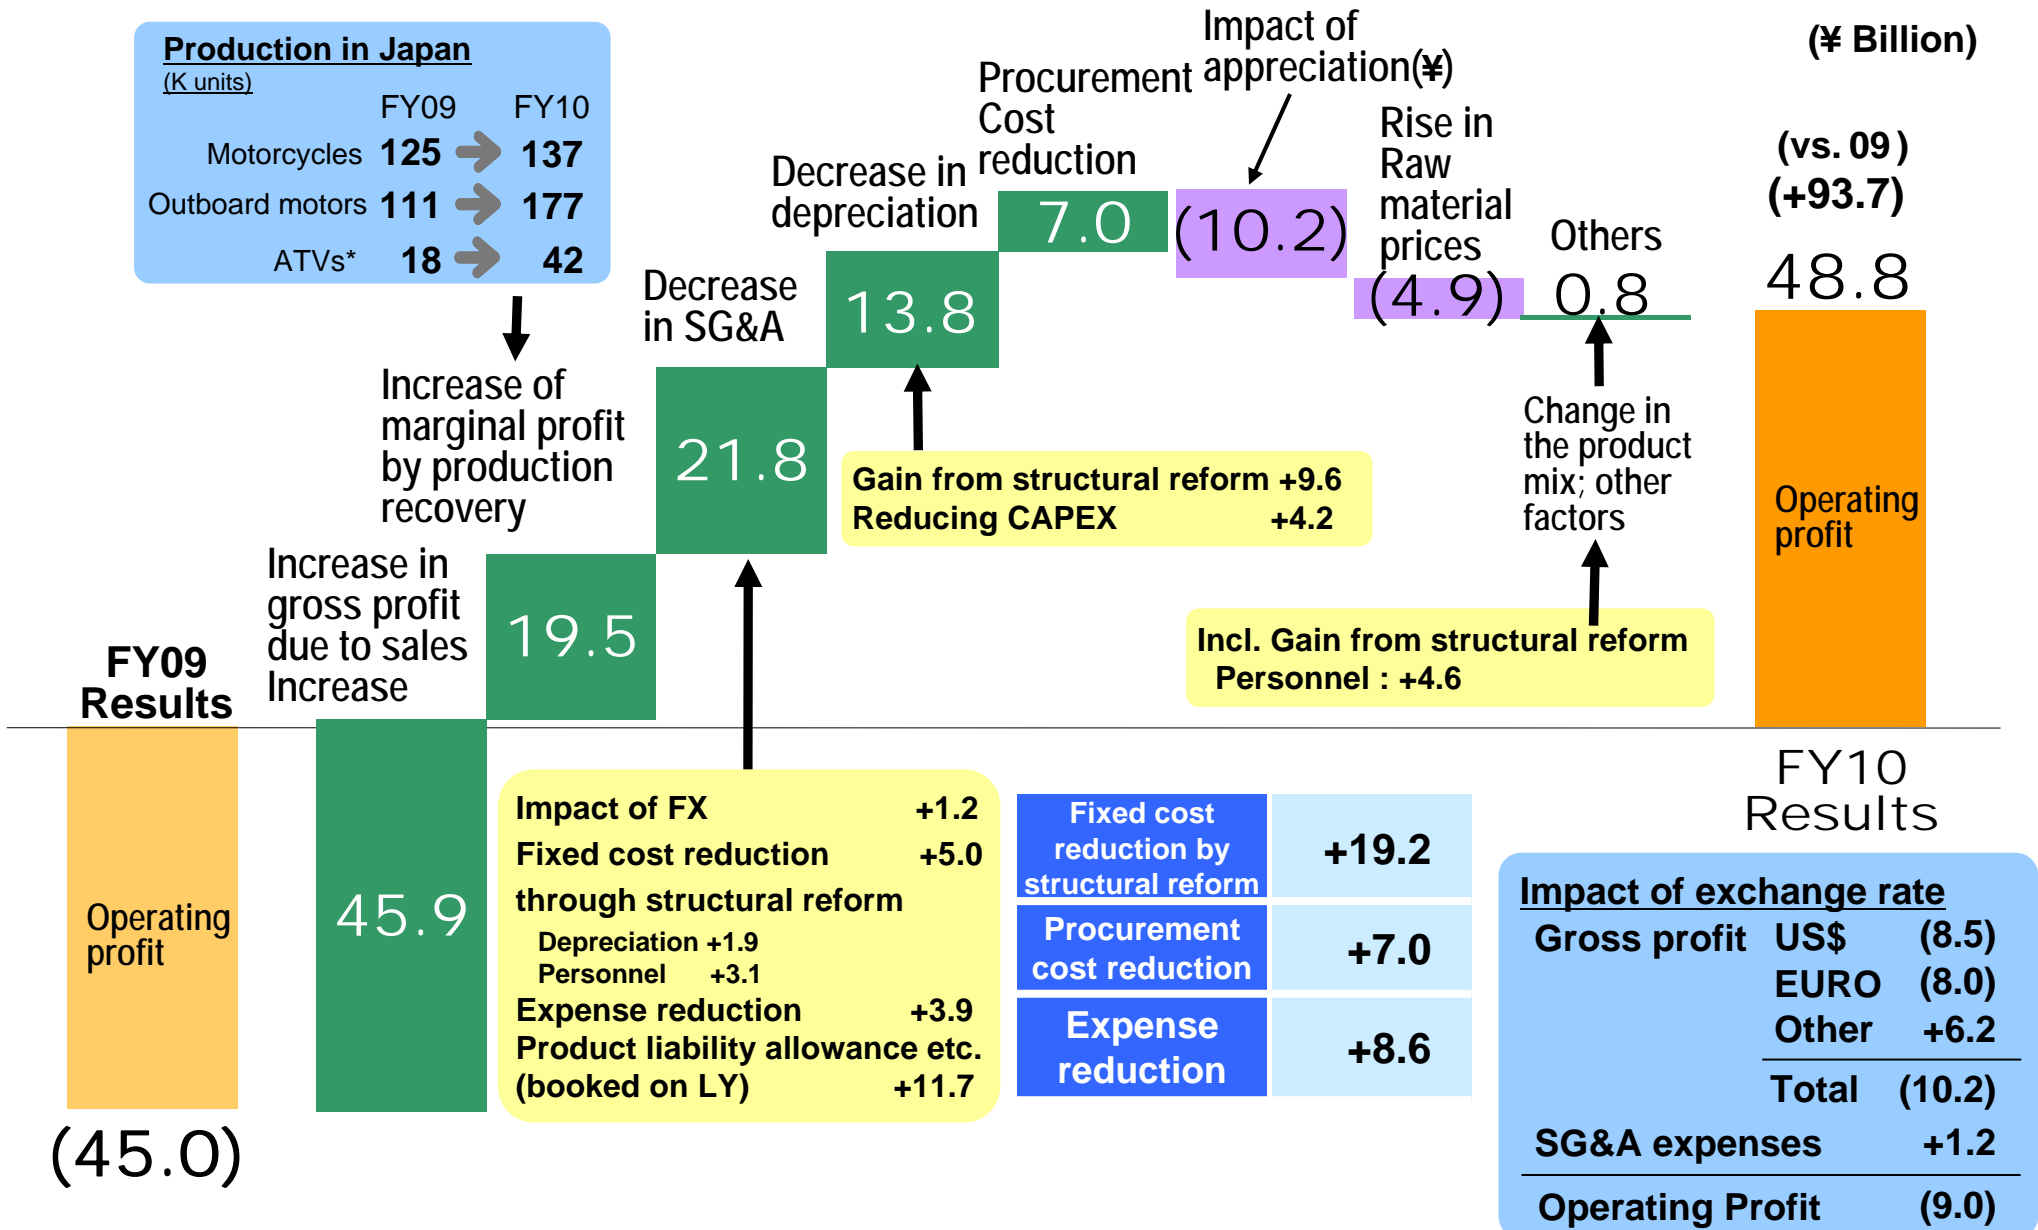 (¥ Billion)
Production in Japan
(K units)
FY09 FY10
Motorcycles 125 137
Outboard motors 111 177
ATVs* 18 42
FY09
Results
Operating
profit
(45.0)
Increase in
gross profit
due to sales
Increase
45.9
Increase of
marginal profit
by production
recovery
19.5
Decrease
in SG&A
21.8
Decrease in
depreciation
13.8
Procurement
Cost
reduction
7.0
Impact of
appreciation(¥)
(10.2)
Rise in
Raw
material
prices
(4.9)
Others
0.8
Change in
the product
mix; other
factors
(vs. 09 )
(+93.7)
48.8
Operating
profit
FY10
Results
Gain from structural reform +9.6
Reducing CAPEX +4.2
Incl. Gain from structural reform
Personnel : +4.6
Impact of FX +1.2
Fixed cost reduction +5.0
through structural reform
Depreciation +1.9
Personnel +3.1
Expense reduction +3.9
Product liability allowance etc.
(booked on LY) +11.7
Fixed cost
reduction by
structural reform
+19.2
Procurement
cost reduction
+7.0
Expense
reduction
+8.6
Impact of exchange rate
Gross profit US$ (8.5)
EURO (8.0)
Other +6.2
Total (10.2)
SG&A expenses +1.2
Operating Profit (9.0)